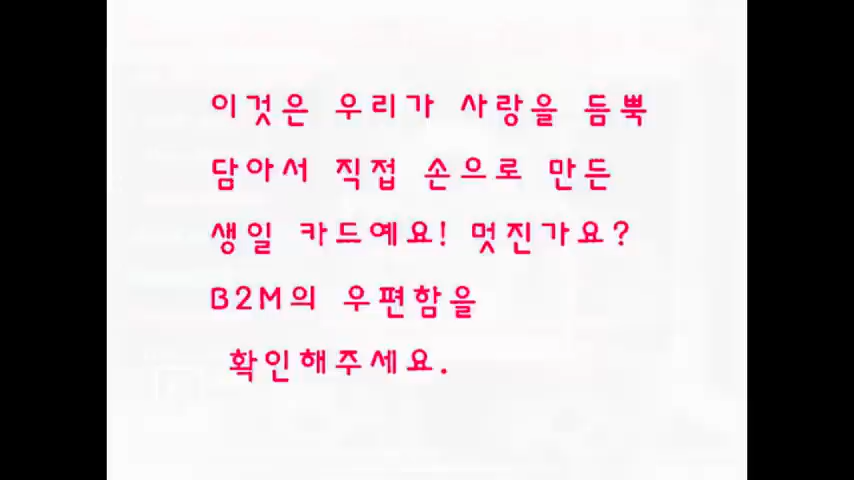 이것은 우리가 사랑을 듬뿍
담아서 직접 손으로 만든
생일 카드예요! 멋진가요?
B2M의 우편함을
확인해주세요.